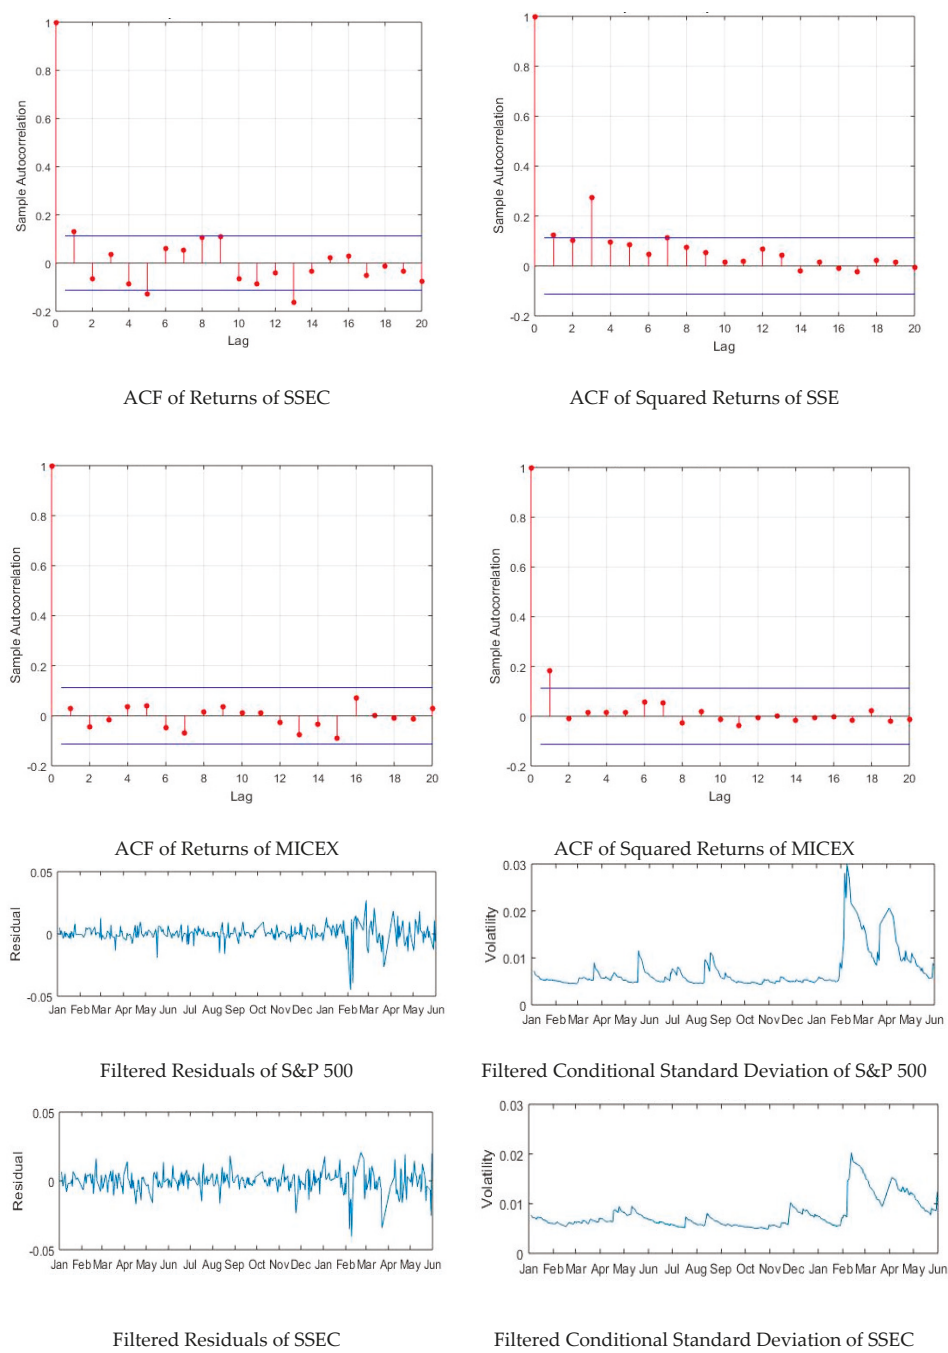 1
0.8
0.6
0.4
0.2
0
-0.2
Sample Autocorrelation
0 2 4 6 8 10 12 14 16 18 20
Lag
1
0.8
0.6
0.4
0.2
0
-0.2
Sample Autocorrelation
0 2 4 6 8 10 12 14 16 18 20
Lag
ACF of Returns of SSEC
ACF of Squared Returns of SSE
1
0.8
0.6
0.4
0.2
0
-0.2
Sample Autocorrelation
0 2 4 6 8 10 12 14 16 18 20
Lag
1
0.8
0.6
0.4
0.2
0
-0.2
Sample Autocorrelation
0 2 4 6 8 10 12 14 16 18 20
Lag
ACF of Returns of MICEX
ACF of Squared Returns of MICEX
0.05
0
-0.05
Residual
Jan Feb Mar Apr May Jun Jul Aug Sep Oct Nov Dec Jan Feb Mar Apr May Jun
0.03
0.02
0.01
0
Volatility
Jan Feb Mar Apr May Jun Jul Aug Sep Oct Nov Dec Jan Feb Mar Apr May Jun
Filtered Residuals of S&P 500
Filtered Conditional Standard Deviation of S&P 500
0.05
0
-0.05
Residual
Jan Feb Mar Apr May Jun Jul Aug Sep Oct Nov Dec Jan Feb Mar Apr May Jun
0.03
0.02
0.01
0
Volatility
Jan Feb Mar Apr May Jun Jul Aug Sep Oct Nov Dec Jan Feb Mar Apr May Jun
Filtered Residuals of SSEC
Filtered Conditional Standard Deviation of SSEC